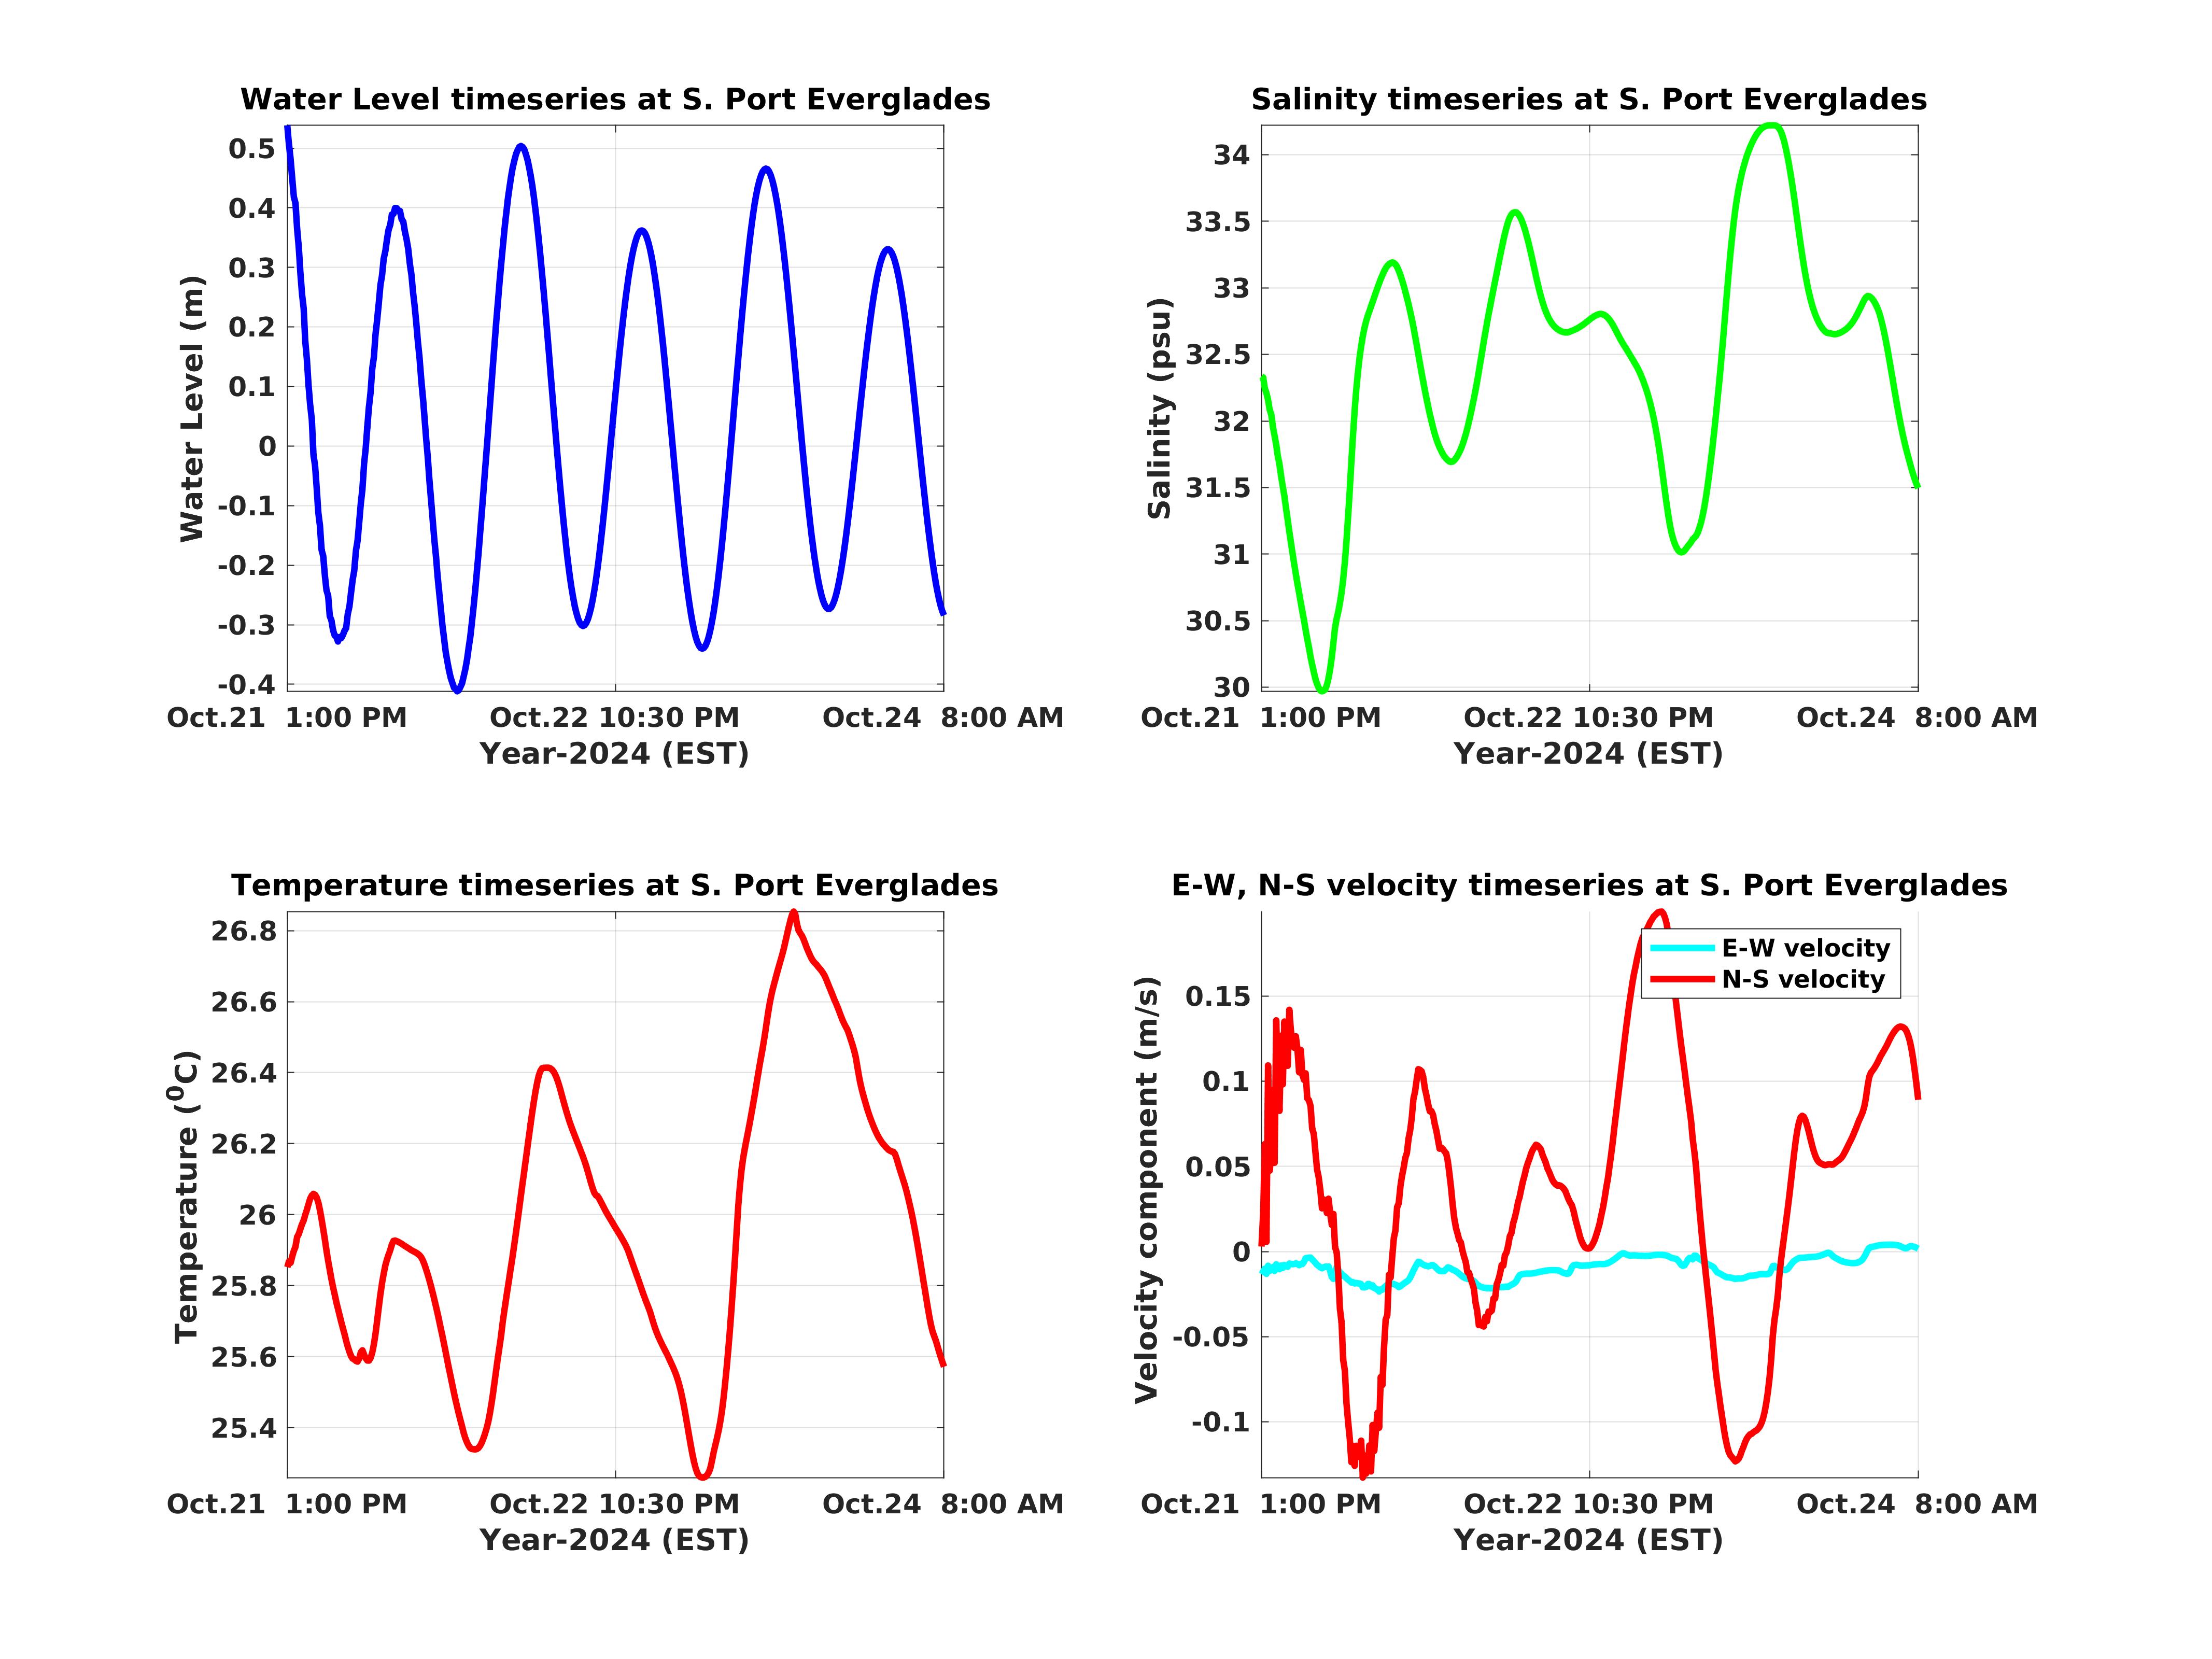 Water Level timeseries at S. Port Everglades
0.5
0.4
0.3
0.2
0.1
0
-0.1
-0.2
-0.3
-0.4
Water Level (m)
Oct.21 1:00 PM
Oct.22 10:30 PM
Oct.24 8:00 AM
Year-2024 (EST)
Salinity timeseries at S. Port Everglades
34
33.5
33
32.5
32
31.5
31
30.5
30
Salinity (psu)
Oct.21 1:00 PM
Oct.22 10:30 PM
Oct.24 8:00 AM
Year-2024 (EST)
Temperature timeseries at S. Port Everglades
26.8
26.6
26.4
26.2
26
25.8
25.6
25.4
Temperature (⁰C)
Oct.21 1:00 PM
Oct.22 10:30 PM
Oct.24 8:00 AM
Year-2024 (EST)
E-W, N-S velocity timeseries at S. Port Everglades
E-W velocity
N-S velocity
0.15
0.1
0.05
0
-0.05
-0.1
Velocity component (m/s)
Oct.21 1:00 PM
Oct.22 10:30 PM
Oct.24 8:00 AM
Year-2024 (EST)